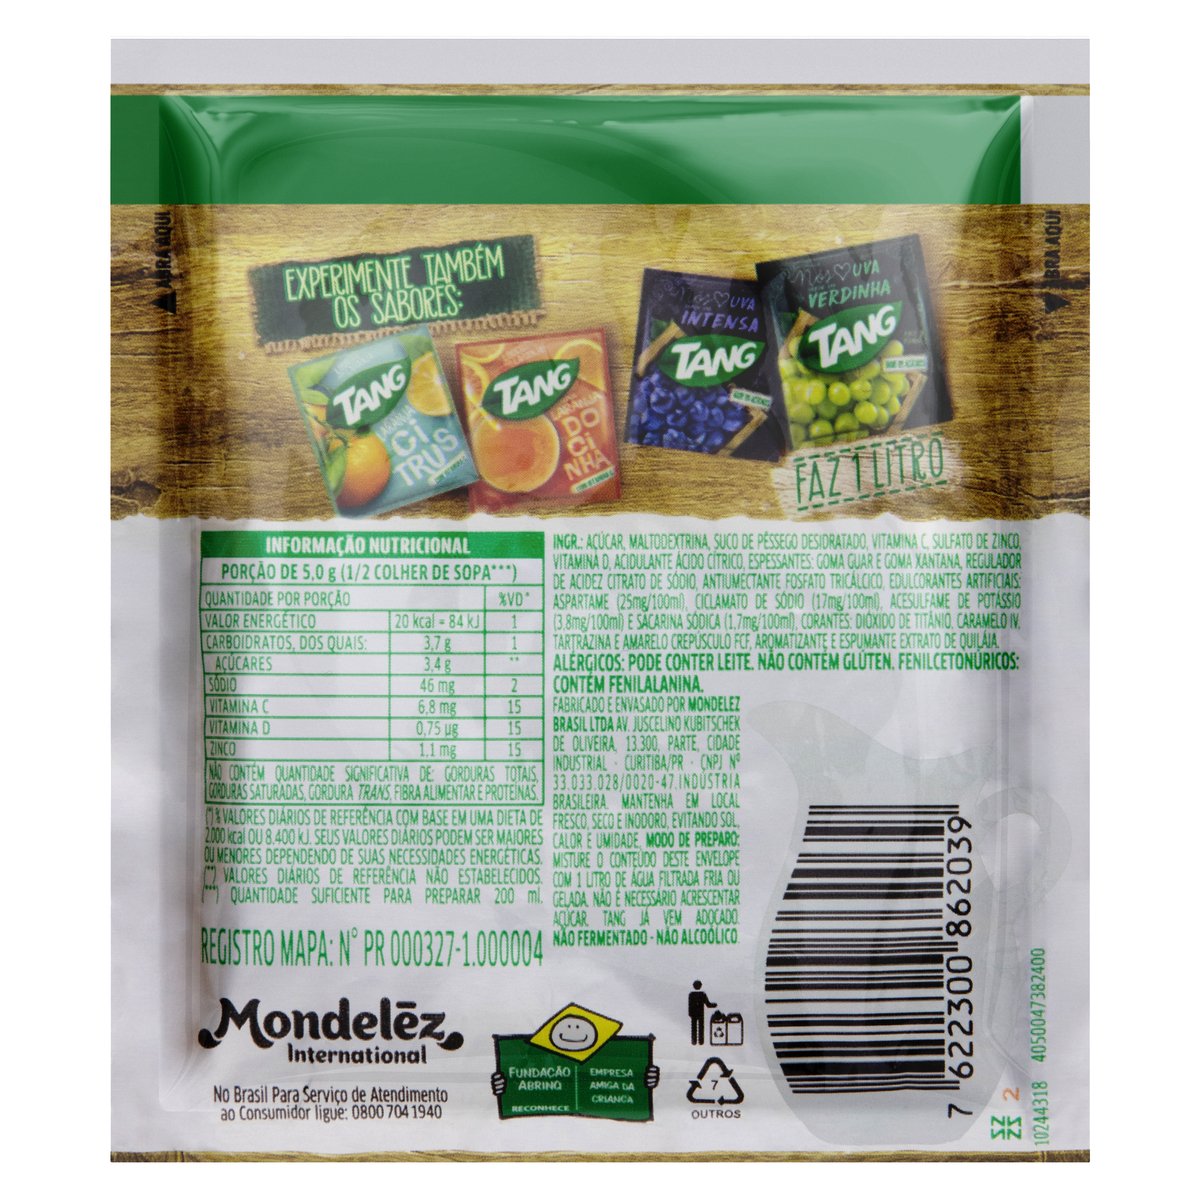 ABRA AQUI
ABRA AQUI
EXPERIMENTE TAMBÉM
OS SABORES:
TANG
CÍTRUS
TANG
LARANJA
DOCINHA
UVA
INTENSA
TANG
UVA
VERDINHA
TANG
FAZ 1 LITRO
INFORMAÇÃO NUTRICIONAL
PORÇÃO DE 5,0 g (1/2 COLHER DE SOPA***)
QUANTIDADE POR PORÇÃO %VD*
VALOR ENERGÉTICO 20 kcal = 84 kJ 1
CARBOIDRATOS, DOS QUAIS: 3,7 g 1
AÇÚCARES 3,4 g **
SÓDIO 46 mg 2
VITAMINA C 6,8 mg 15
VITAMINA D 0,75 µg 15
ZINCO 1,1 mg 15
NÃO CONTÉM QUANTIDADE SIGNIFICATIVA DE: GORDURAS TOTAIS,
GORDURAS SATURADAS, GORDURA TRANS, FIBRA ALIMENTAR E PROTEÍNAS.
(*) % VALORES DIÁRIOS DE REFERÊNCIA COM BASE EM UMA DIETA DE
2.000 kcal OU 8.400 kJ. SEUS VALORES DIÁRIOS PODEM SER MAIORES
OU MENORES DEPENDENDO DE SUAS NECESSIDADES ENERGÉTICAS.
(**) VALORES DIÁRIOS DE REFERÊNCIA NÃO ESTABELECIDOS.
(***) QUANTIDADE SUFICIENTE PARA PREPARAR 200 ml.
REGISTRO MAPA: N° PR 000327-1.000004
INGR.: AÇÚCAR, MALTODEXTRINA, SUCO DE PÊSSEGO DESIDRATADO, VITAMINA C, SULFATO DE ZINCO,
VITAMINA D, ACIDULANTE ÁCIDO CÍTRICO, ESPESSANTES: GOMA GUAR E GOMA XANTANA, REGULADOR
DE ACIDEZ CITRATO DE SÓDIO, ANTIUMECTANTE FOSFATO TRICÁLCICO, EDULCORANTES ARTIFICIAIS:
ASPARTAME (25mg/100ml), CICLAMATO DE SÓDIO (17mg/100ml), ACESULFAME DE POTÁSSIO
(3,8mg/100ml) E SACARINA SÓDICA (1,7mg/100ml), CORANTES: DIÓXIDO DE TITÂNIO, CARAMELO IV,
TARTRAZINA E AMARELO CREPÚSCULO FCF, AROMATIZANTE E ESPUMANTE EXTRATO DE QUILÁIA.
ALÉRGICOS: PODE CONTER LEITE. NÃO CONTÉM GLÚTEN. FENILCETONÚRICOS:
CONTÉM FENILALANINA.
FABRICADO E ENVASADO POR MONDELEZ
BRASIL LTDA AV. JUSCELINO KUBITSCHEK
DE OLIVEIRA, 13.300, PARTE, CIDADE
INDUSTRIAL - CURITIBA/PR - CNPJ Nº
33.033.028/0020-47. INDÚSTRIA
BRASILEIRA. MANTENHA EM LOCAL
FRESCO, SECO E INODORO, EVITANDO SOL,
CALOR E UMIDADE. MODO DE PREPARO:
MISTURE O CONTEÚDO DESTE ENVELOPE
COM 1 LITRO DE ÁGUA FILTRADA FRIA OU
GELADA. NÃO É NECESSÁRIO ACRESCENTAR
AÇÚCAR. TANG JÁ VEM ADOÇADO.
NÃO FERMENTADO - NÃO ALCOÓLICO.
7 622300 862039
Mondelēz
International
No Brasil Para Serviço de Atendimento
ao Consumidor ligue: 0800 704 1940
FUNDAÇÃO
ABRINQ
RECONHECE
EMPRESA
AMIGA DA
CRIANÇA
7
OUTROS
2
10244318 4050047382400